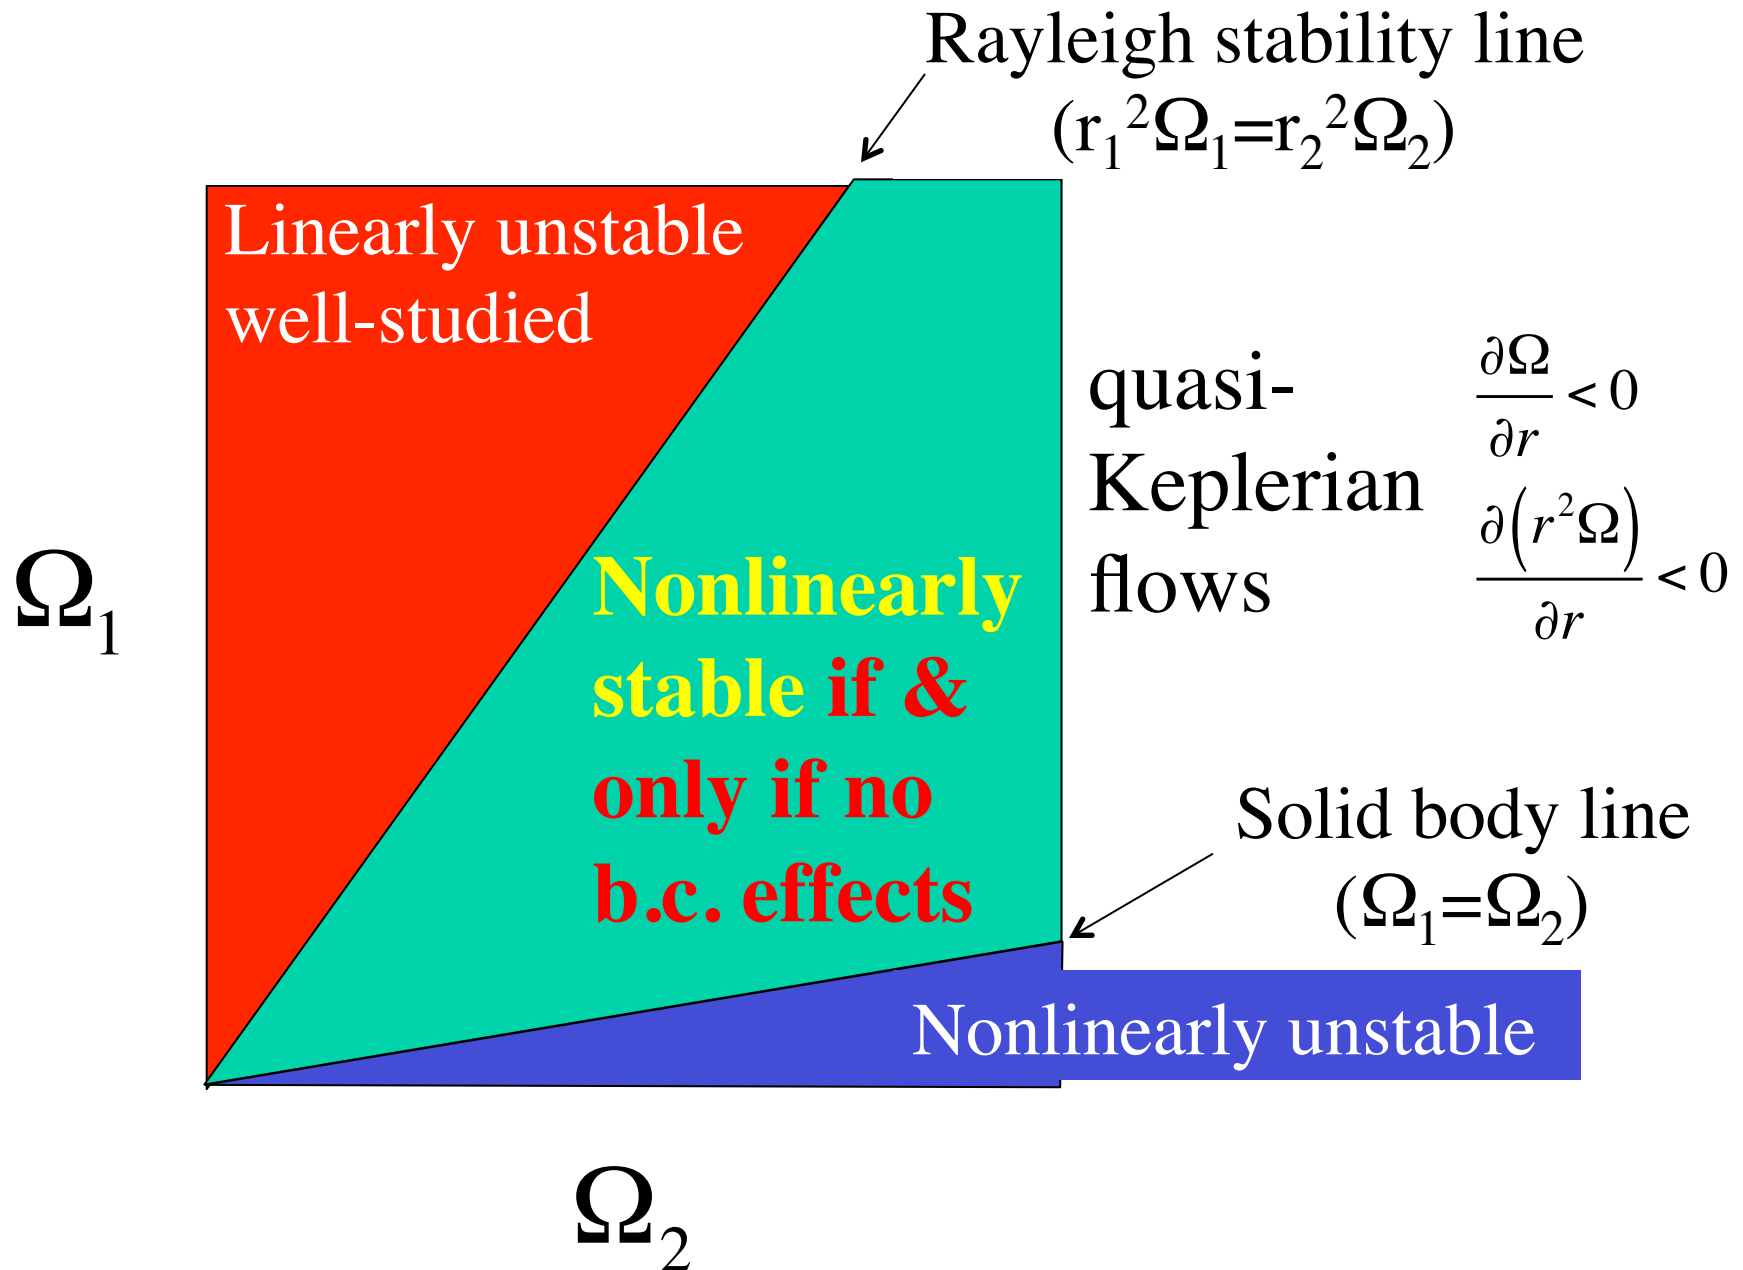 Rayleigh stability line
(r₁²Ω₁=r₂²Ω₂)
Linearly unstable
well-studied
quasi-
Keplerian
flows
∂Ω/∂r < 0
∂(r²Ω)/∂r < 0
Ω₁
Nonlinearly
stable if &
only if no
b.c. effects
Solid body line
(Ω₁=Ω₂)
Nonlinearly unstable
Ω₂